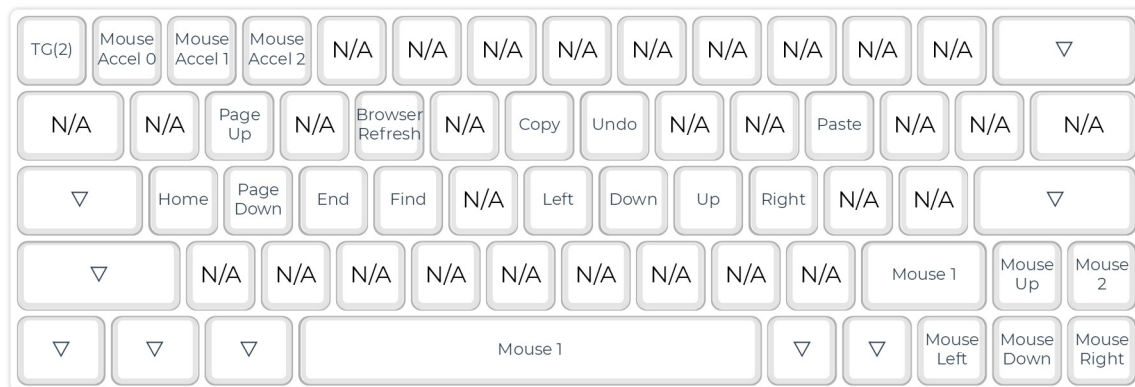 TG(2) Mouse Accel 0 Mouse Accel 1 Mouse Accel 2 N/A N/A N/A N/A N/A N/A N/A N/A N/A ▽
N/A N/A Page Up N/A Browser Refresh N/A Copy Undo N/A N/A Paste N/A N/A N/A
▽ Home Page Down End Find N/A Left Down Up Right N/A N/A ▽
▽ N/A N/A N/A N/A N/A N/A N/A N/A N/A Mouse 1 Mouse Up Mouse 2
▽ ▽ ▽ Mouse 1 ▽ ▽ Mouse Left Mouse Down Mouse Right